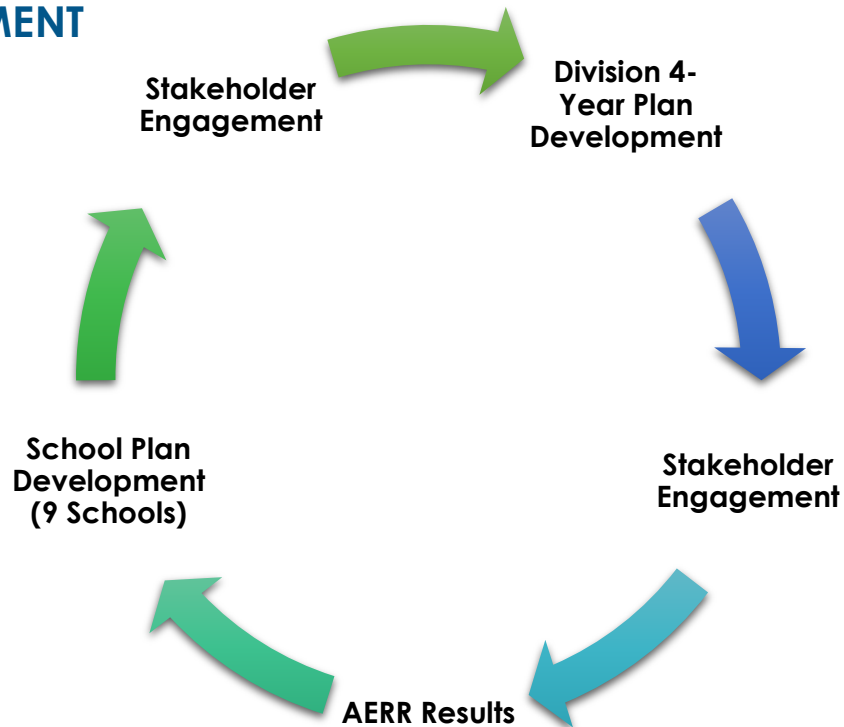 MENT
Stakeholder
Engagement
Division 4-
Year Plan
Development
Stakeholder
Engagement
AERR Results
School Plan
Development
(9 Schools)